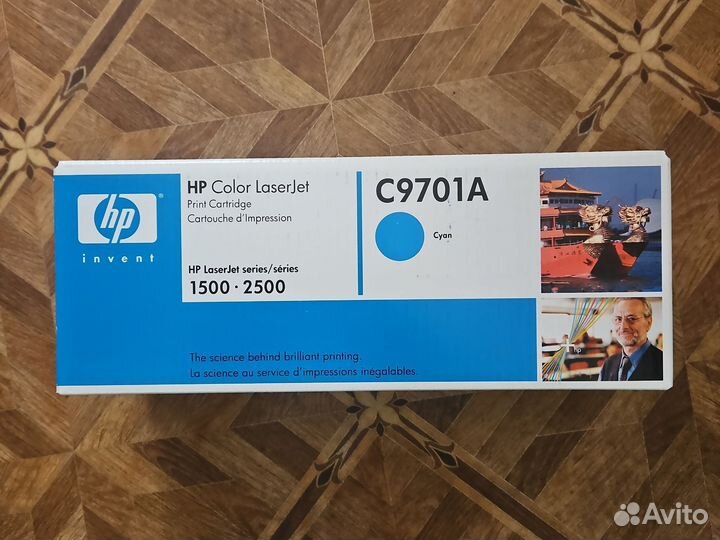 hp
invent
HP Color LaserJet
Print Cartridge
Cartouche d'Impression
HP LaserJet series/séries
1500 · 2500
C9701A
Cyan
The science behind brilliant printing.
La science au service d'impressions inégalables.
+hp
Avito